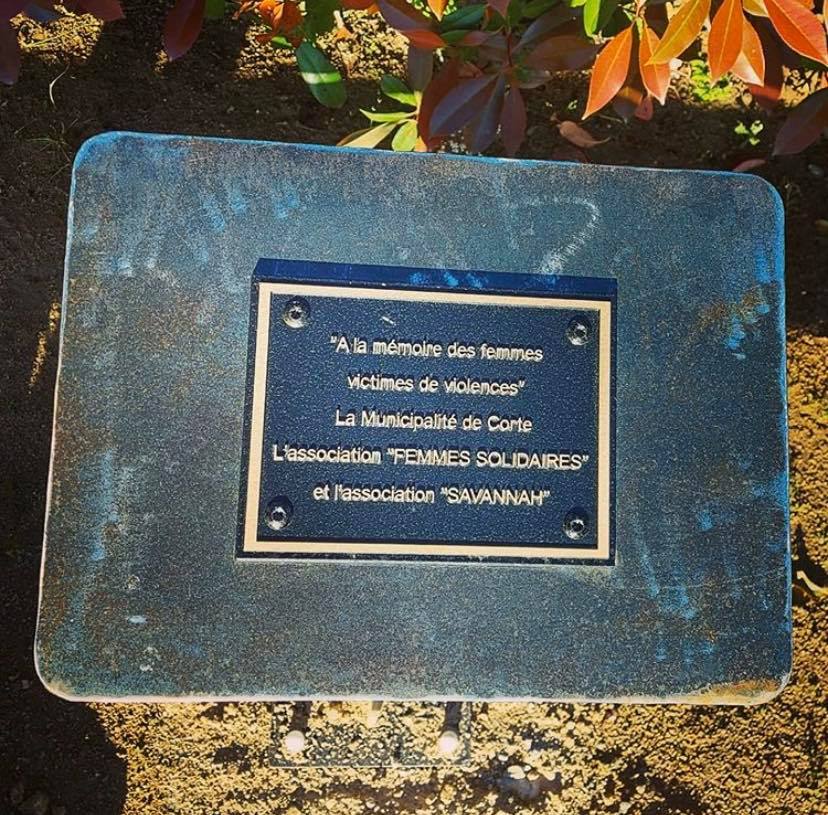 "A la mémoire des femmes
victimes de violences"
La Municipalité de Corte
L'association "FEMMES SOLIDAIRES"
et l'association "SAVANNAH"